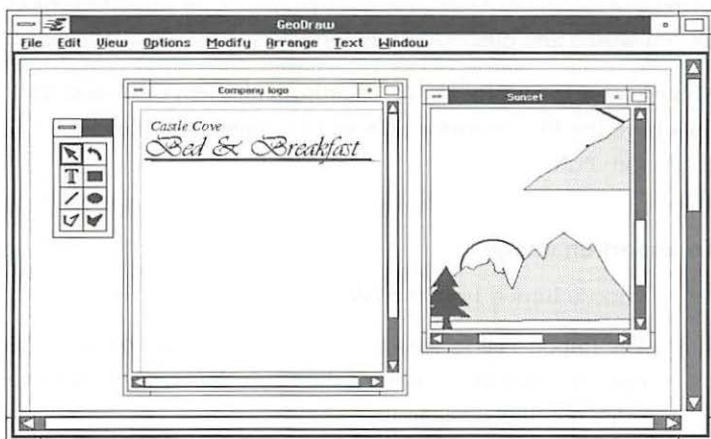 GeoDraw
File Edit View Options Modify Arrange Text Window
Company logo
Castle Cove
Bed & Breakfast
Sunset
T